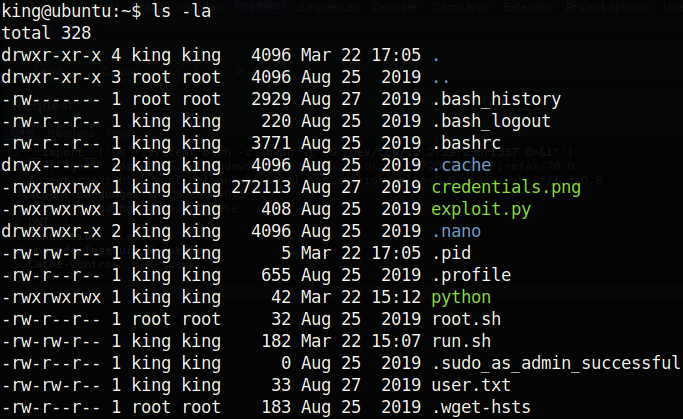 king@ubuntu:~$ ls -la
total 328
drwxr-xr-x 4 king king   4096 Mar 22 17:05 .
drwxr-xr-x 3 root root   4096 Aug 25  2019 ..
-rw------- 1 root root   2929 Aug 27  2019 .bash_history
-rw-r--r-- 1 king king    220 Aug 25  2019 .bash_logout
-rw-r--r-- 1 king king   3771 Aug 25  2019 .bashrc
drwx------ 2 king king   4096 Aug 25  2019 .cache
-rwxrwxrwx 1 king king 272113 Aug 27  2019 credentials.png
-rwxrwxrwx 1 king king    408 Aug 25  2019 exploit.py
drwxrwxr-x 2 king king   4096 Aug 25  2019 .nano
-rw-rw-r-- 1 king king      5 Mar 22 17:05 .pid
-rw-r--r-- 1 king king    655 Aug 25  2019 .profile
-rwxrwxrwx 1 king king     42 Mar 22 15:12 python
-rw-r--r-- 1 root root     32 Aug 25  2019 root.sh
-rw-rw-r-- 1 king king    182 Mar 22 15:07 run.sh
-rw-r--r-- 1 king king      0 Aug 25  2019 .sudo_as_admin_successful
-rw-rw-r-- 1 king king     33 Aug 27  2019 user.txt
-rw-r--r-- 1 root root    183 Aug 25  2019 .wget-hsts